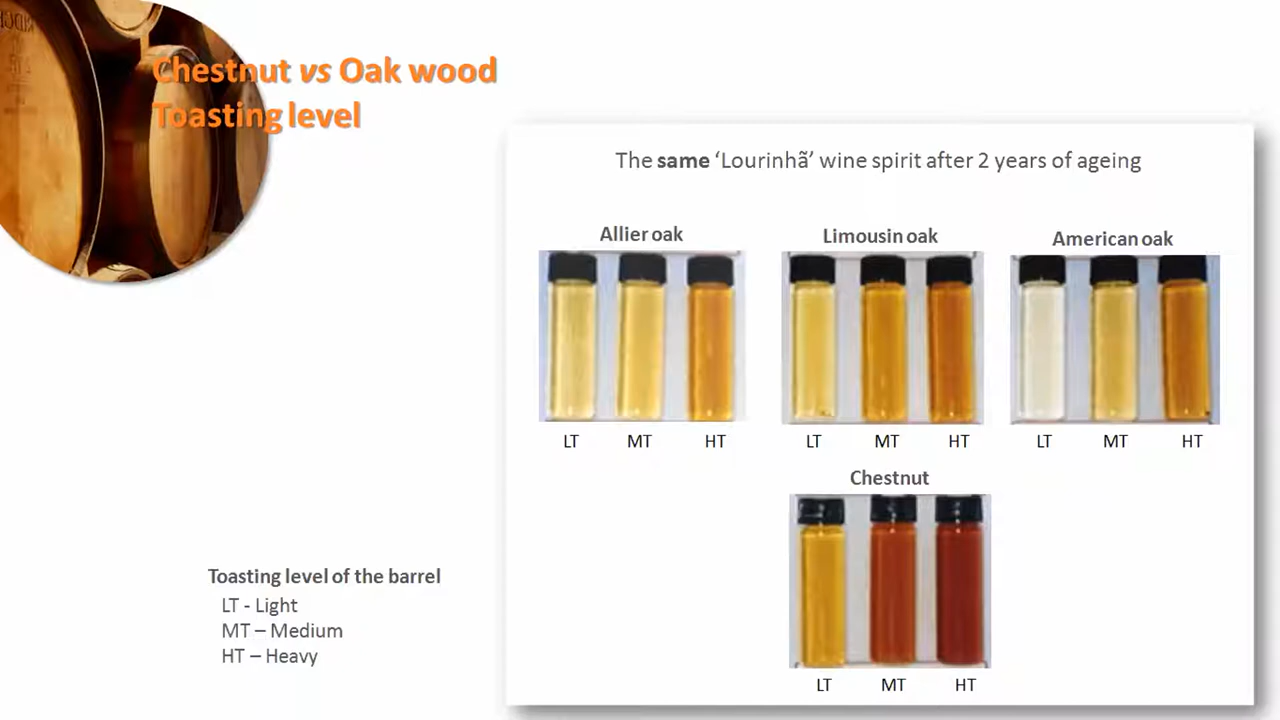 Chestnut vs Oak wood
Toasting level
The same ‘Lourinhã’ wine spirit after 2 years of ageing
Allier oak
Limousin oak
American oak
LT MT HT
LT MT HT
LT MT HT
Chestnut
LT MT HT
Toasting level of the barrel
LT - Light
MT – Medium
HT – Heavy